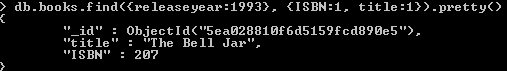 > db.books.find({releaseyear:1993}, {ISBN:1, title:1}).pretty()
{
        "_id" : ObjectId("5ea028810f6d5159fcd890e5"),
        "title" : "The Bell Jar",
        "ISBN" : 207
}